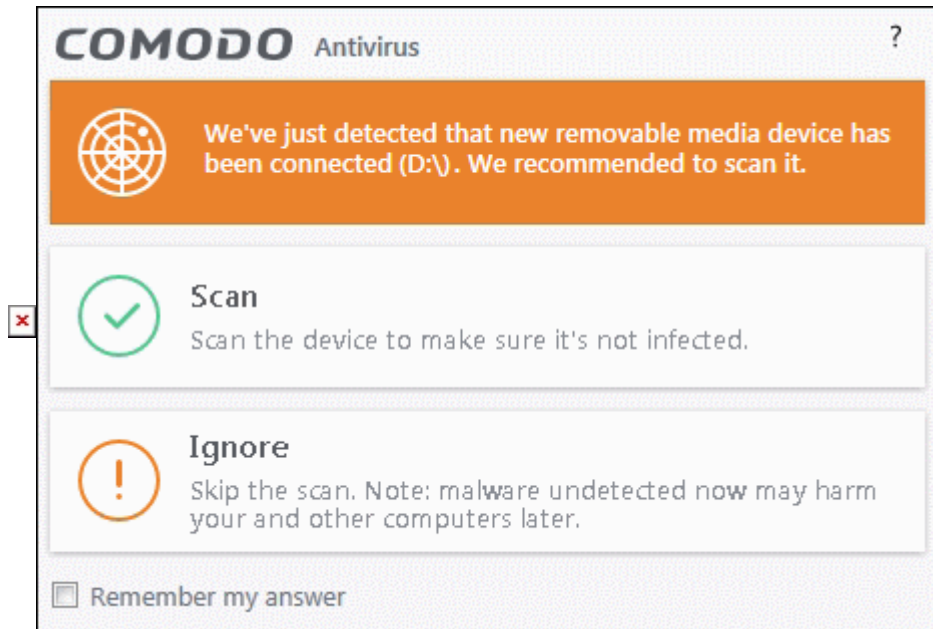 COMODO Antivirus ?
We've just detected that new removable media device has
been connected (D:\). We recommended to scan it.
Scan
Scan the device to make sure it's not infected.
Ignore
Skip the scan. Note: malware undetected now may harm
your and other computers later.
Remember my answer